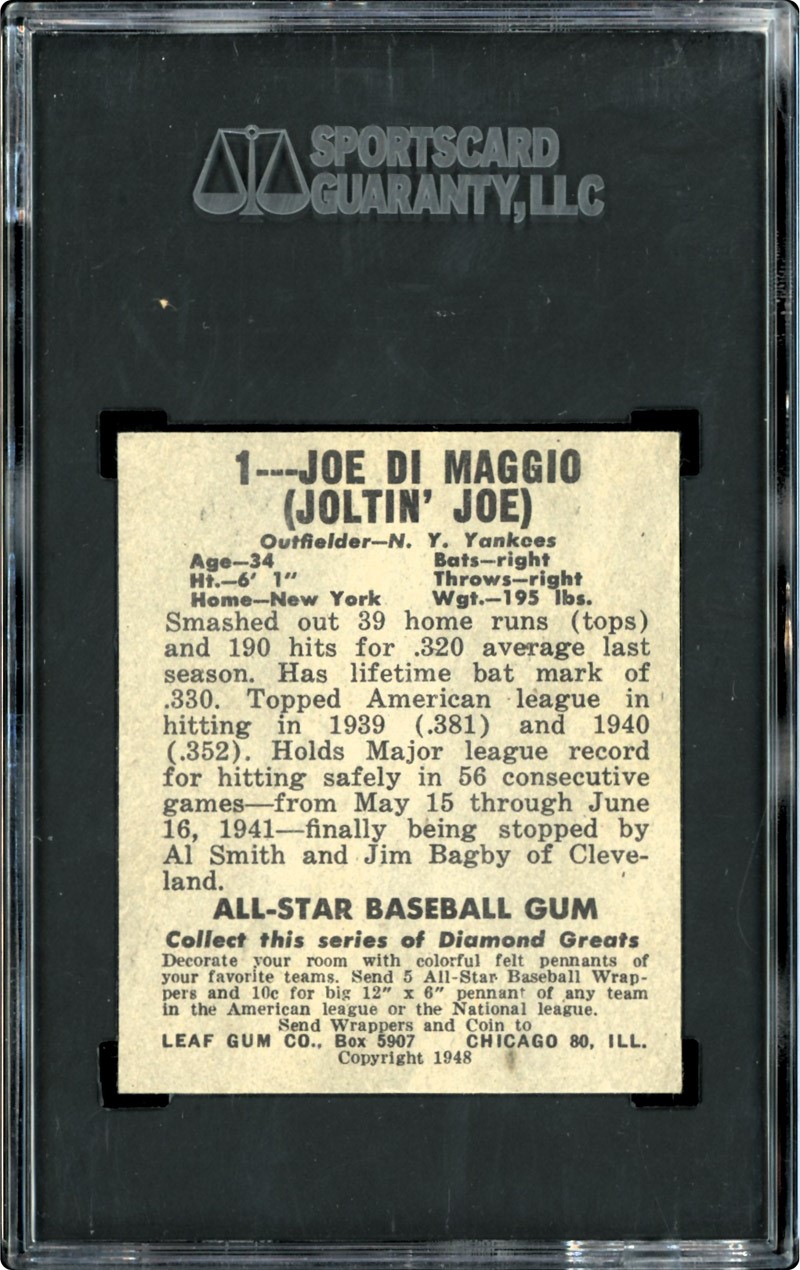 SPORTSCARD
GUARANTY, LLC
1---JOE DI MAGGIO
(JOLTIN' JOE)
Outfielder—N. Y. Yankees
Age—34 Bats—right
Ht.—6' 1" Throws—right
Home—New York Wgt.—195 lbs.
Smashed out 39 home runs (tops)
and 190 hits for .320 average last
season. Has lifetime bat mark of
.330. Topped American league in
hitting in 1939 (.381) and 1940
(.352). Holds Major league record
for hitting safely in 56 consecutive
games—from May 15 through June
16, 1941—finally being stopped by
Al Smith and Jim Bagby of Cleve-
land.
ALL-STAR BASEBALL GUM
Collect this series of Diamond Greats
Decorate your room with colorful felt pennants of
your favorite teams. Send 5 All-Star Baseball Wrap-
pers and 10c for big 12" x 6" pennant of any team
in the American league or the National league.
Send Wrappers and Coin to
LEAF GUM CO., Box 5907 CHICAGO 80, ILL.
Copyright 1948